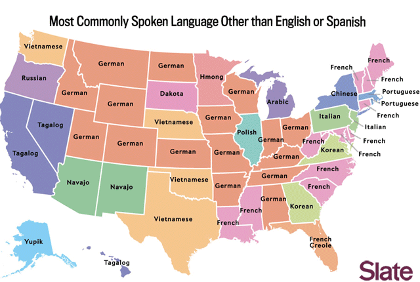 Most Commonly Spoken Language Other than English or Spanish
Vietnamese
German
German
Hmong
French
French
French
Russian
German
Dakota
German
Arabic
Chinese
Portuguese
Portuguese
German
Vietnamese
German
Polish
German
German
Italian
French
Italian
Tagalog
Tagalog
German
German
German
German
German
French
Korean
French
French
Navajo
Navajo
Vietnamese
German
German
French
French
Vietnamese
French
French
German
Korean
Yupik
Tagalog
French
Creole
Slate